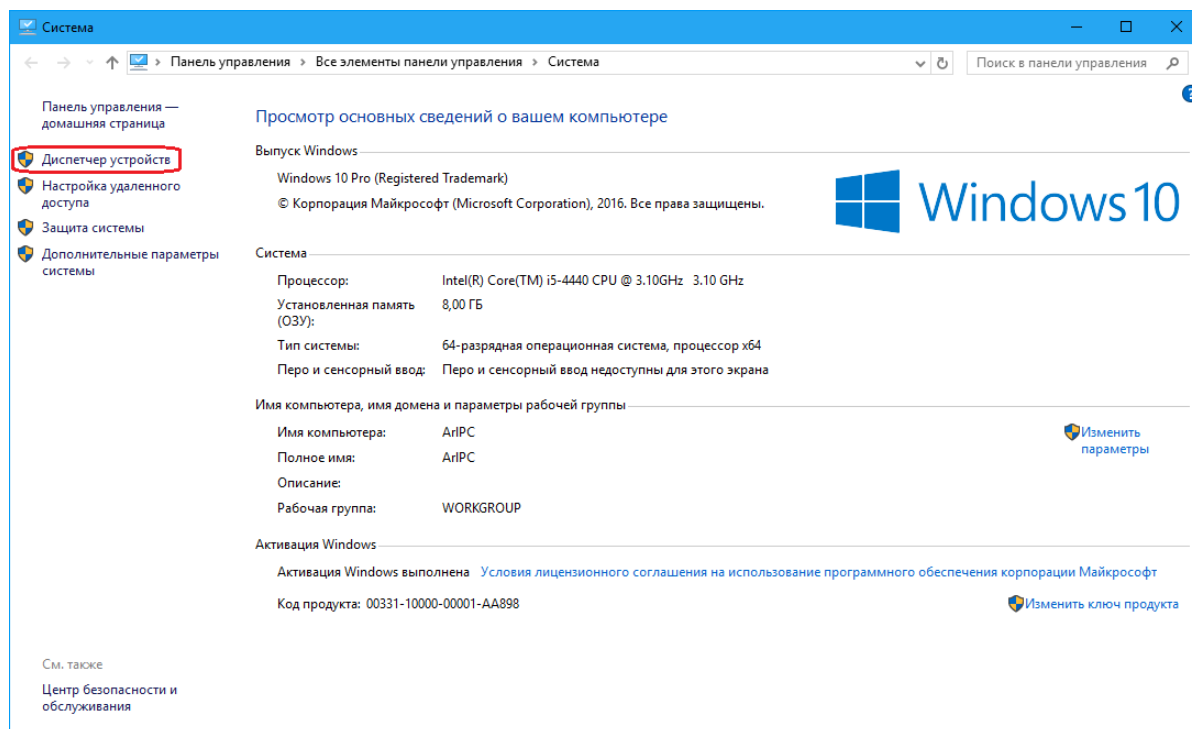 Система
Панель управления › Все элементы панели управления › Система
Поиск в панели управления
Панель управления —
домашняя страница
Диспетчер устройств
Настройка удаленного
доступа
Защита системы
Дополнительные параметры
системы
Просмотр основных сведений о вашем компьютере
Выпуск Windows
Windows 10 Pro (Registered Trademark)
© Корпорация Майкрософт (Microsoft Corporation), 2016. Все права защищены.
Windows 10
Система
Процессор: Intel(R) Core(TM) i5-4440 CPU @ 3.10GHz 3.10 GHz
Установленная память 8,00 ГБ
(ОЗУ):
Тип системы: 64-разрядная операционная система, процессор x64
Перо и сенсорный ввод: Перо и сенсорный ввод недоступны для этого экрана
Имя компьютера, имя домена и параметры рабочей группы
Имя компьютера: ArlPC
Изменить
параметры
Полное имя: ArlPC
Описание:
Рабочая группа: WORKGROUP
Активация Windows
Активация Windows выполнена Условия лицензионного соглашения на использование программного обеспечения корпорации Майкрософт
Код продукта: 00331-10000-00001-AA898 Изменить ключ продукта
См. также
Центр безопасности и
обслуживания